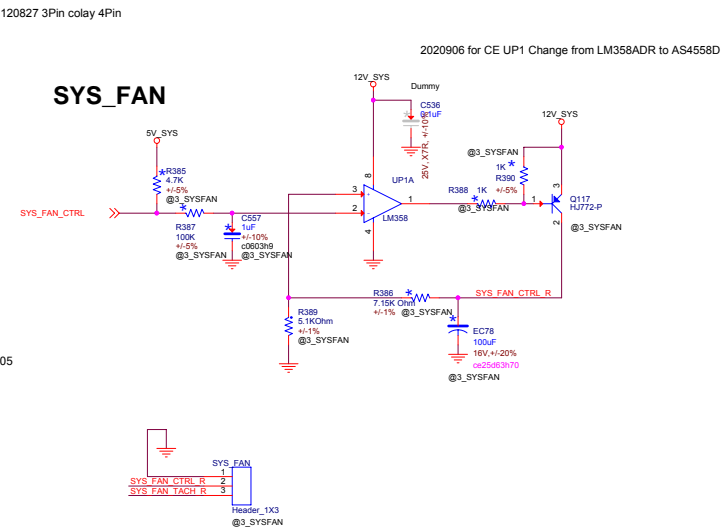 120827 3Pin colay 4Pin
2020906 for CE UP1 Change from LM358ADR to AS4558D
SYS_FAN
12V_SYS
Dummy
C536
0.1uF
25V, X7R, +/-10%
12V_SYS
5V_SYS
R385
4.7K
+/-5%
@3_SYSFAN
@3_SYSFAN
1K
R390
+/-5%
8
UP1A
3
+
1
2
-
LM358
4
R388 1K
@3_SYSFAN
3
1
2
Q117
HJ772-P
@3_SYSFAN
SYS_FAN_CTRL
R387
100K
+/-5%
@3_SYSFAN
C557
1uF
+/-10%
c0603h9
@3_SYSFAN
R386
7.15K Ohm
+/-1%
@3_SYSFAN
SYS_FAN_CTRL_R
R389
5.1KOhm
+/-1%
@3_SYSFAN
EC78
100uF
16V,+/-20%
ce25d63h70
@3_SYSFAN
05
SYS_FAN
1
SYS_FAN_CTRL_R 2
SYS_FAN_TACH_R 3
Header_1X3
@3_SYSFAN